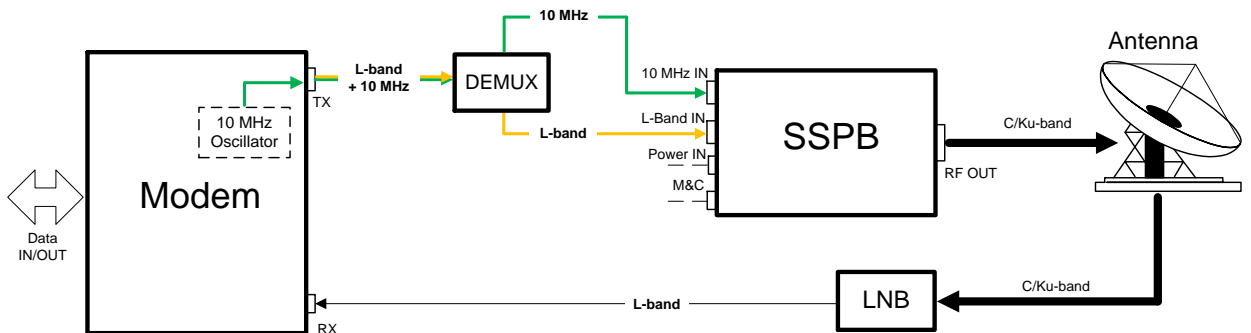 10 MHz
Antenna
L-band
+ 10 MHz
DEMUX
10 MHz IN
TX
10 MHz
Oscillator
L-band
L-Band IN
SSPB
C/Ku-band
Power IN
RF OUT
M&C
Modem
Data
IN/OUT
L-band
LNB
C/Ku-band
RX